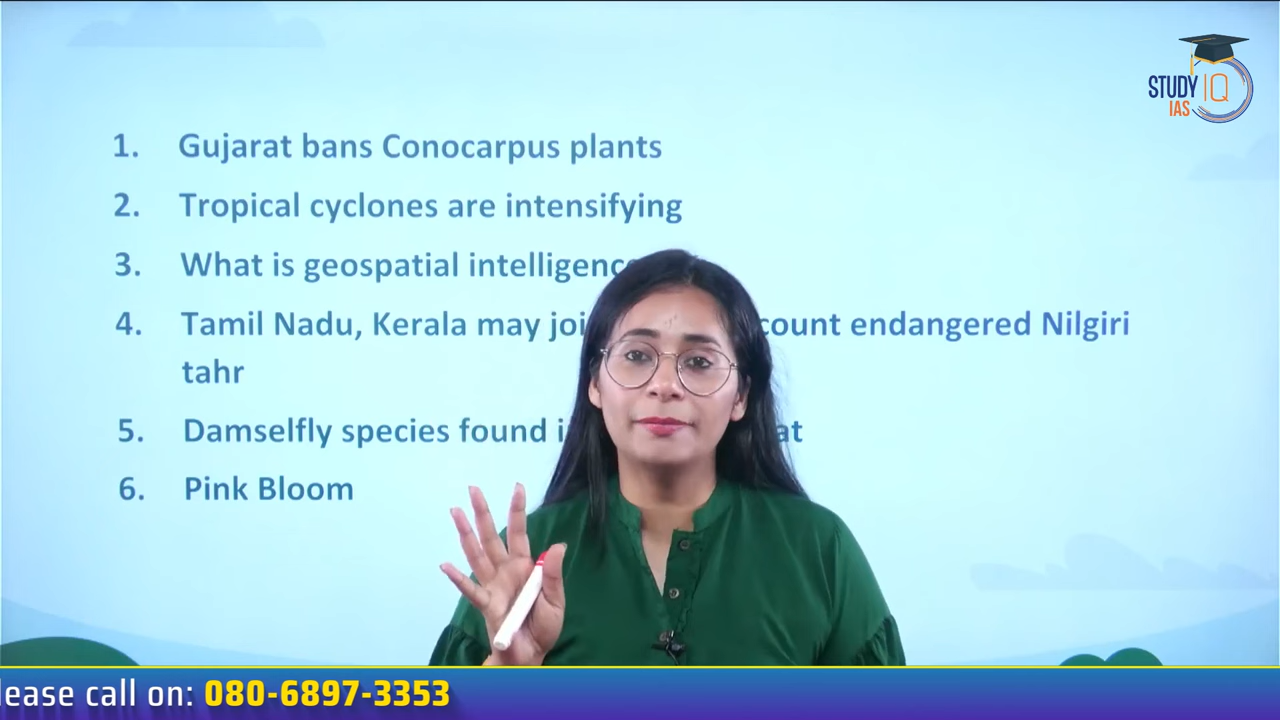 STUDY IQ
IAS
1. Gujarat bans Conocarpus plants
2. Tropical cyclones are intensifying
3. What is geospatial intelligenc
4. Tamil Nadu, Kerala may joi count endangered Nilgiri
tahr
5. Damselfly species found i at
6. Pink Bloom
lease call on: 080-6897-3353